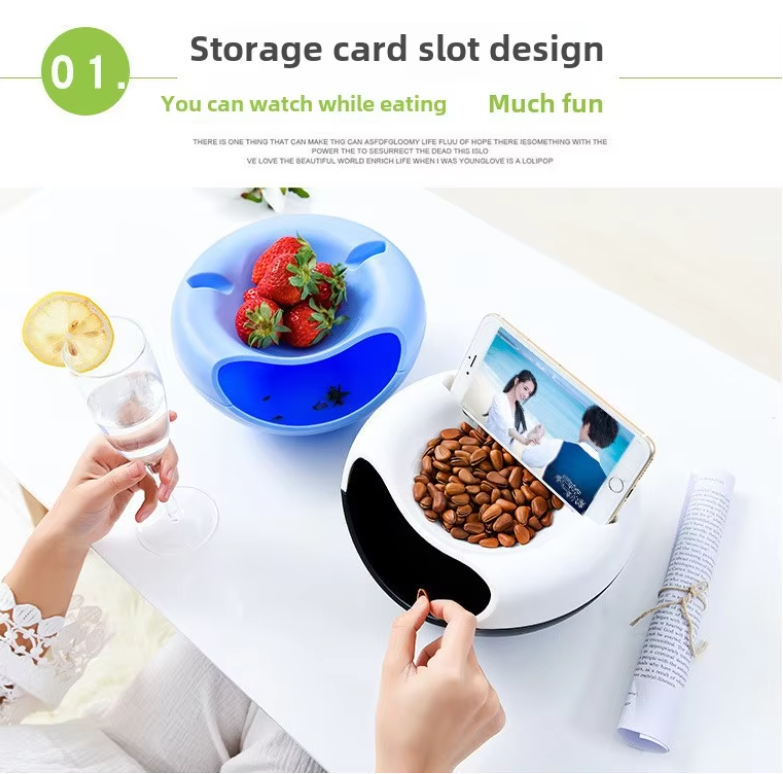 01.
Storage card slot design
You can watch while eating Much fun
THERE IS ONE THING THAT CAN MAKE THG CAN ASFDFGLOOMY LIFE FLUU OF HOPE THERE IESOMETHING WITH THE
POWER THE TO SESURRECT THE DEAD THIS ISLO
VE LOVE THE BEAUTIFUL WORLD ENRICH LIFE WHEN I WAS YOUNGLOVE IS A LOLIPOP